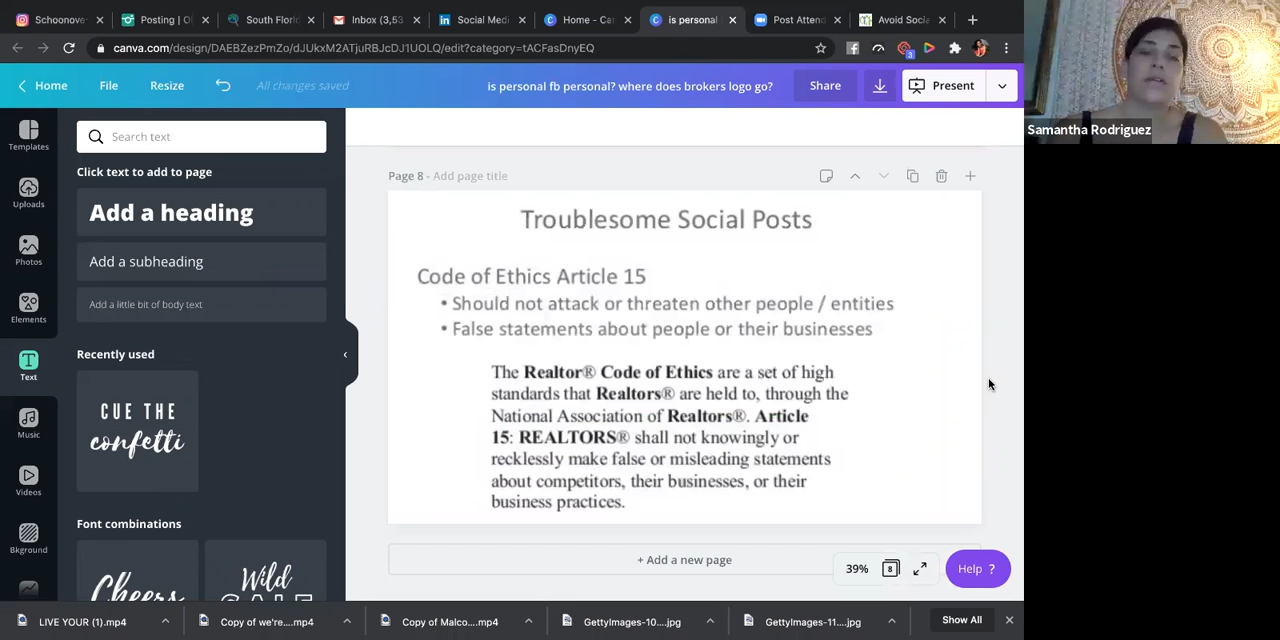 Schoonove
Posting | Ol
South Flori
Inbox (3,53
Social Medi
Home - Can
is personal
Post Attend
Avoid Socia
canva.com/design/DAEBZezPmZo/dJUkxM2ATjuRBJcDJ1UOLQ/edit?category=tACFasDnyEQ
3
Home
File
Resize
All changes saved
is personal fb personal? where does brokers logo go?
Share
Present
Samantha Rodriguez
Templates
Uploads
Photos
Elements
Text
Music
Videos
Bkground
Search text
Click text to add to page
Add a heading
Add a subheading
Add a little bit of body text
Recently used
CUE THE
confetti
Font combinations
Cheers
Wild
SALE
Page 8 - Add page title
Troublesome Social Posts
Code of Ethics Article 15
• Should not attack or threaten other people / entities
• False statements about people or their businesses
The Realtor® Code of Ethics are a set of high
standards that Realtors® are held to, through the
National Association of Realtors®. Article
15: REALTORS® shall not knowingly or
recklessly make false or misleading statements
about competitors, their businesses, or their
business practices.
+ Add a new page
39%
8
Help ?
LIVE YOUR (1).mp4
Copy of we're....mp4
Copy of Malco....mp4
GettyImages-10....jpg
GettyImages-11....jpg
Show All